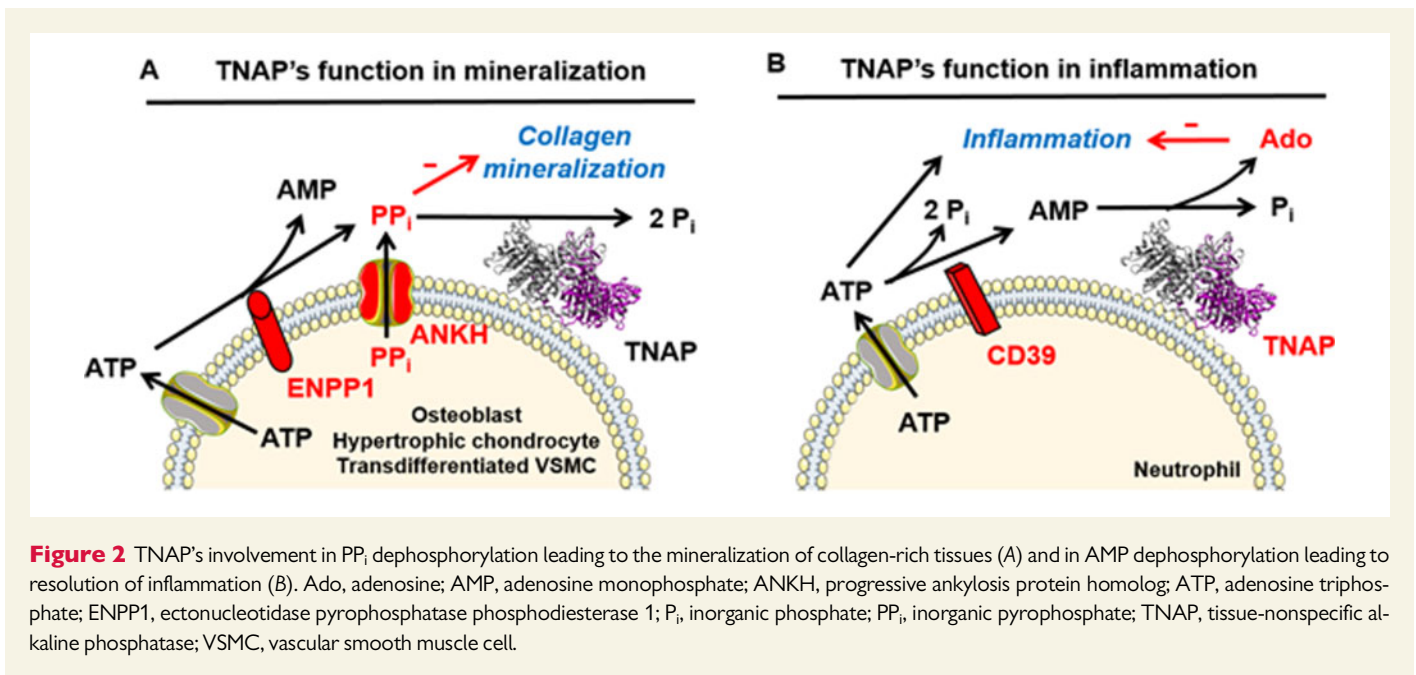 A TNAP's function in mineralization
Collagen
mineralization
–
AMP
PPi
2 Pi
ANKH
PPi
TNAP
ATP
ENPP1
ATP
Osteoblast
Hypertrophic chondrocyte
Transdifferentiated VSMC
B TNAP's function in inflammation
Inflammation
–
Ado
2 Pi
AMP
Pi
ATP
CD39
TNAP
ATP
Neutrophil
Figure 2 TNAP's involvement in PPi dephosphorylation leading to the mineralization of collagen-rich tissues (A) and in AMP dephosphorylation leading to
resolution of inflammation (B). Ado, adenosine; AMP, adenosine monophosphate; ANKH, progressive ankylosis protein homolog; ATP, adenosine triphos-
phate; ENPP1, ectonucleotidase pyrophosphatase phosphodiesterase 1; Pi, inorganic phosphate; PPi, inorganic pyrophosphate; TNAP, tissue-nonspecific al-
kaline phosphatase; VSMC, vascular smooth muscle cell.